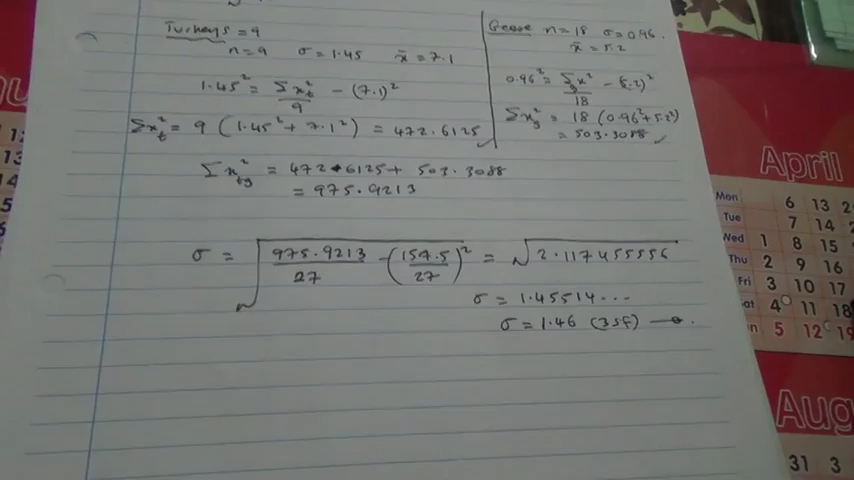 Turkeys = 9
n = 9 σ = 1.45 x̄ = 7.1
1.45² = Σxt²/9 − (7.1)²
Σxt² = 9 (1.45² + 7.1²) = 472.6125
Geese n = 18 σ = 0.96.
x̄ = 5.2
0.96² = Σxg²/18 − (5.2)²
Σxg² = 18 (0.96² + 5.2²)
= 503.3088
Σxtg² = 472.6125 + 503.3088
= 975.9213
σ = √(975.9213/27 − (157.5/27)²) = √2.117455556
σ = 1.45514...
σ = 1.46 (3SF)
April
Mon 6 13 2
Tue 7 14
Wed 1 8 15
Thu 2 9 16
Fri 3 10 17
at 4 11 18
n 5 12 19
Aug
31 3